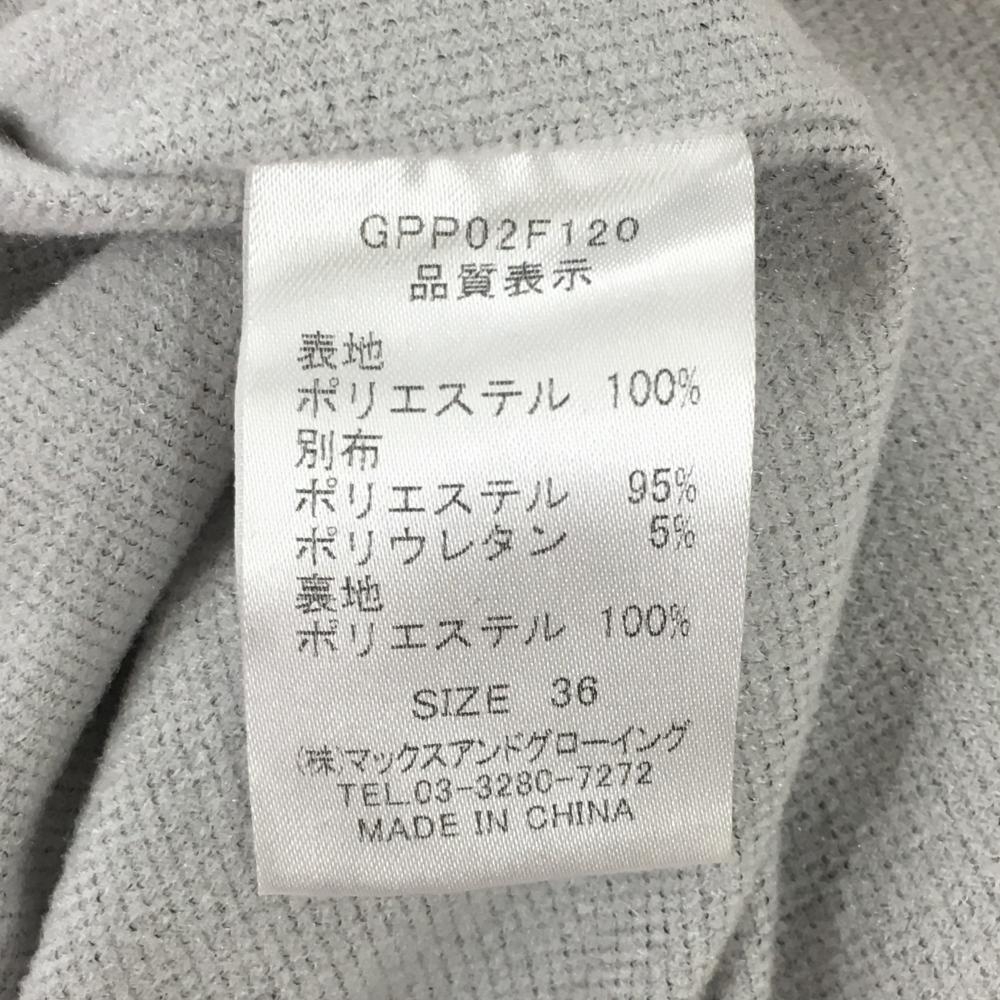 GPP02F120
品質表示
表地
ポリエステル 100%
別布
ポリエステル 95%
ポリウレタン 5%
裏地
ポリエステル 100%
SIZE 36
(株)マックスアンドグローイング
TEL.03-3280-7272
MADE IN CHINA